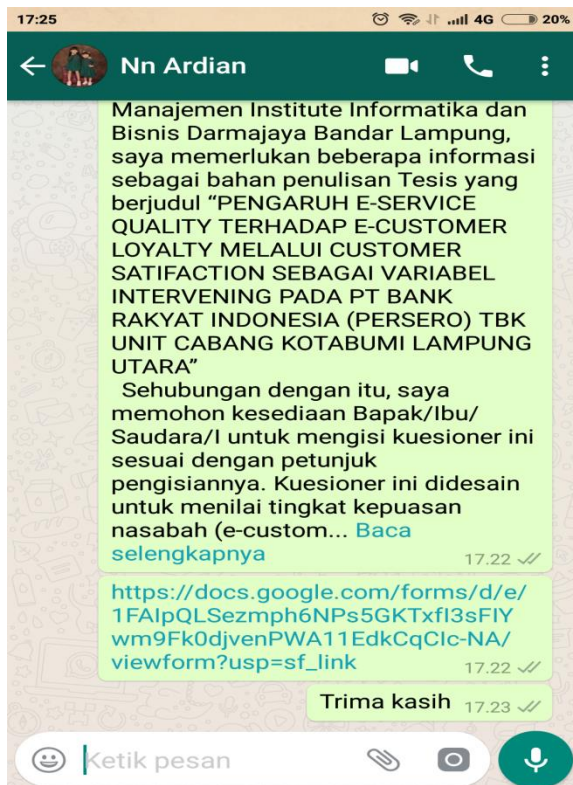 17:25
4G 20%
Nn Ardian
Manajemen Institute Informatika dan
Bisnis Darmajaya Bandar Lampung,
saya memerlukan beberapa informasi
sebagai bahan penulisan Tesis yang
berjudul “PENGARUH E-SERVICE
QUALITY TERHADAP E-CUSTOMER
LOYALTY MELALUI CUSTOMER
SATIFACTION SEBAGAI VARIABEL
INTERVENING PADA PT BANK
RAKYAT INDONESIA (PERSERO) TBK
UNIT CABANG KOTABUMI LAMPUNG
UTARA”
Sehubungan dengan itu, saya
memohon kesediaan Bapak/Ibu/
Saudara/I untuk mengisi kuesioner ini
sesuai dengan petunjuk
pengisiannya. Kuesioner ini didesain
untuk menilai tingkat kepuasan
nasabah (e-custom... Baca
selengkapnya 17.22
https://docs.google.com/forms/d/e/
1FAIpQLSezmph6NPs5GKTxfI3sFIY
wm9Fk0djvenPWA11EdkCqCIc-NA/
viewform?usp=sf_link 17.22
Trima kasih 17.23
Ketik pesan